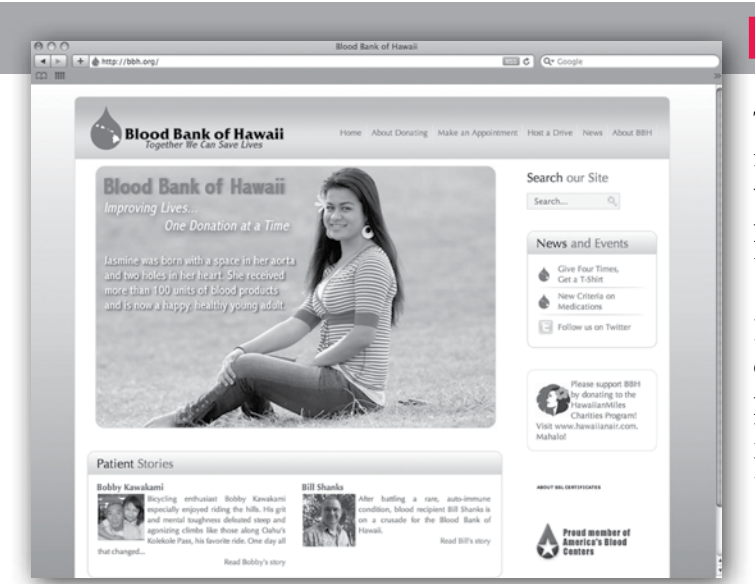 Blood Bank of Hawaii
http://bbh.org/
Google
Blood Bank of Hawaii
Together We Can Save Lives
Home About Donating Make an Appointment Host a Drive News About BBH
Blood Bank of Hawaii
Improving Lives...
One Donation at a Time
Jasmine was born with a space in her aorta
and two holes in her heart. She received
more than 100 units of blood products
and is now a happy, healthy young adult.
Search our Site
Search...
News and Events
Give Four Times,
Get a T-Shirt
New Criteria on
Medications
Follow us on Twitter
Please support BBH
by donating to the
HawaiianMiles
Charities Program!
Visit www.hawaiianair.com.
Mahalo!
Patient Stories
Bobby Kawakami
Bicycling enthusiast Bobby Kawakami
especially enjoyed riding the hills. His grit
and mental toughness defeated steep and
agonizing climbs like those along Oahu's
Kolekole Pass, his favorite ride. One day all
that changed...
Read Bobby's story
Bill Shanks
After battling a rare, auto-immune
condition, blood recipient Bill Shanks is
on a crusade for the Blood Bank of
Hawaii.
Read Bill's story
ABOUT SSL CERTIFICATES
Proud member of
America's Blood
Centers